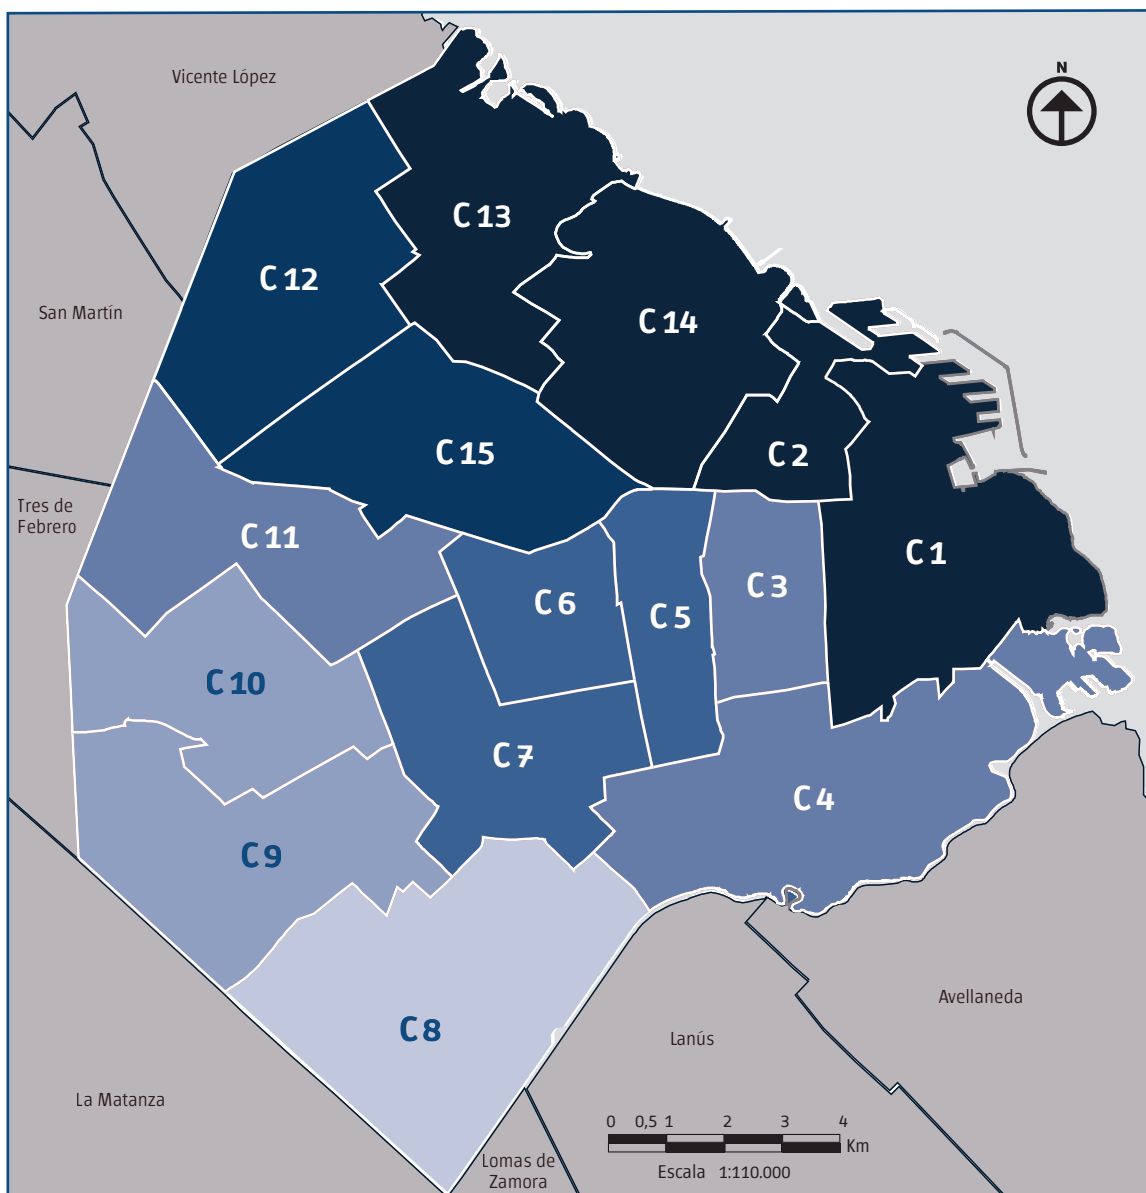 Vicente López
N
C 13
C 12
San Martín
C 14
C 15
C 2
Tres de
Febrero
C 11
C 1
C 6
C 5
C 3
C 10
C 7
C 4
C 9
Avellaneda
C 8
Lanús
La Matanza
0 0,5 1 2 3 4
Km
Escala 1:110.000
Lomas de
Zamora